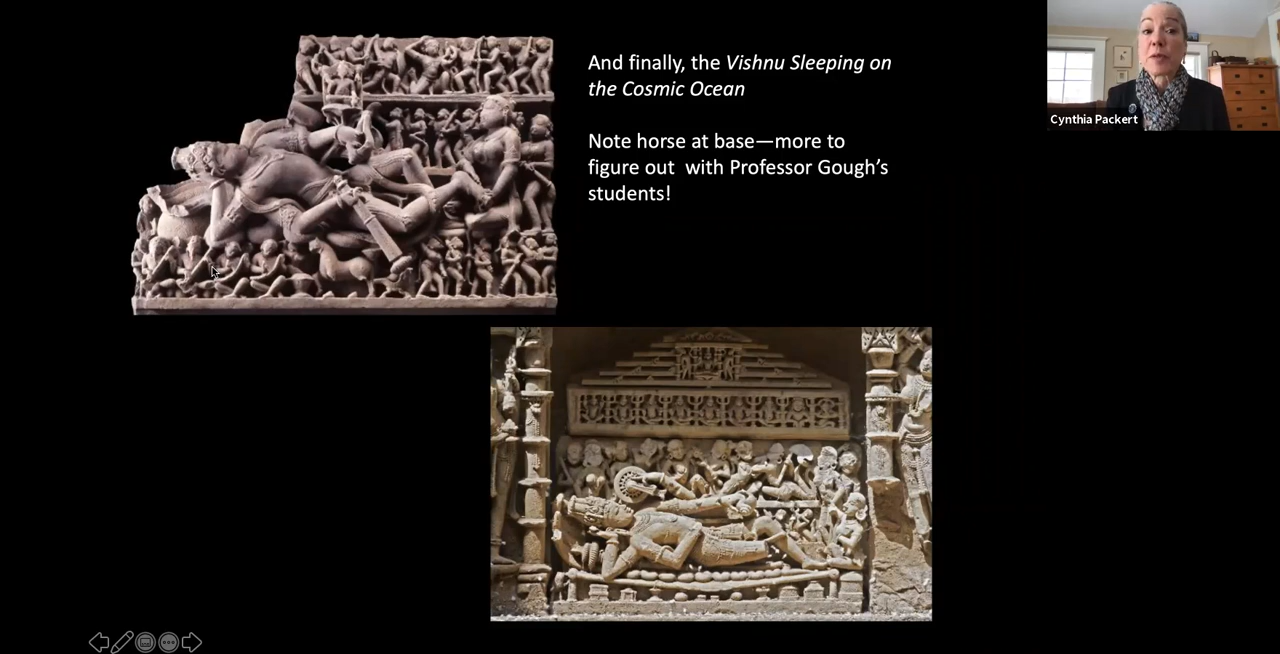 And finally, the Vishnu Sleeping on
the Cosmic Ocean
Note horse at base—more to
figure out with Professor Gough’s
students!
Cynthia Packert